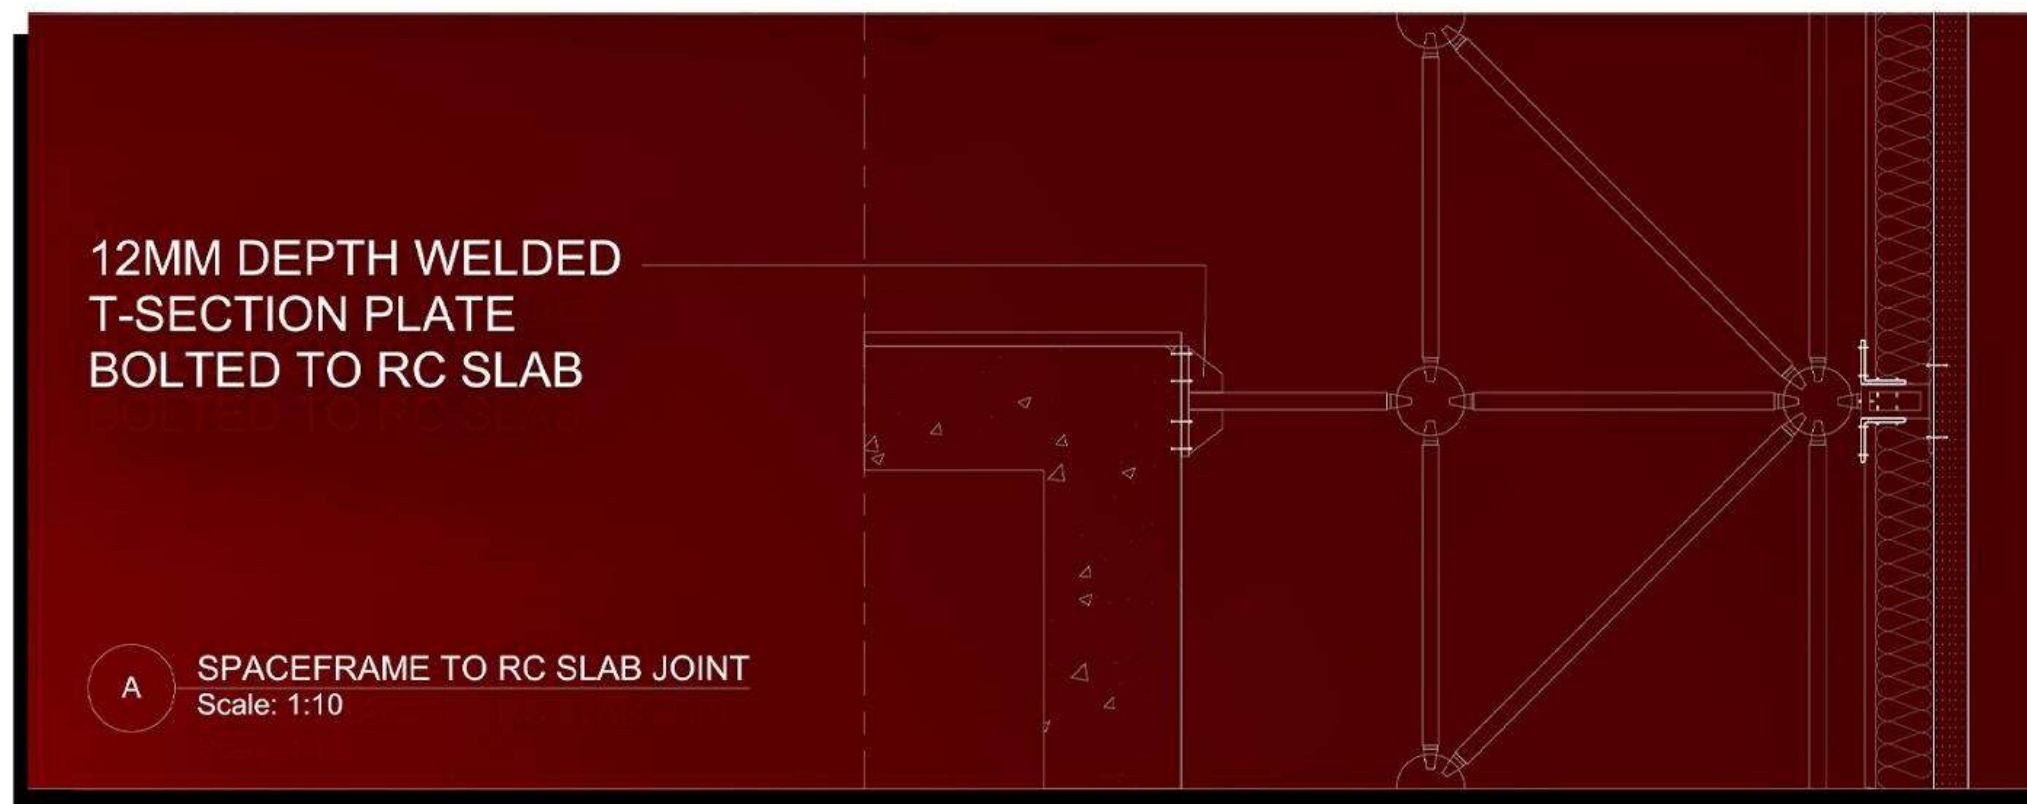 12MM DEPTH WELDED
T-SECTION PLATE
BOLTED TO RC SLAB
A
SPACEFRAME TO RC SLAB JOINT
Scale: 1:10